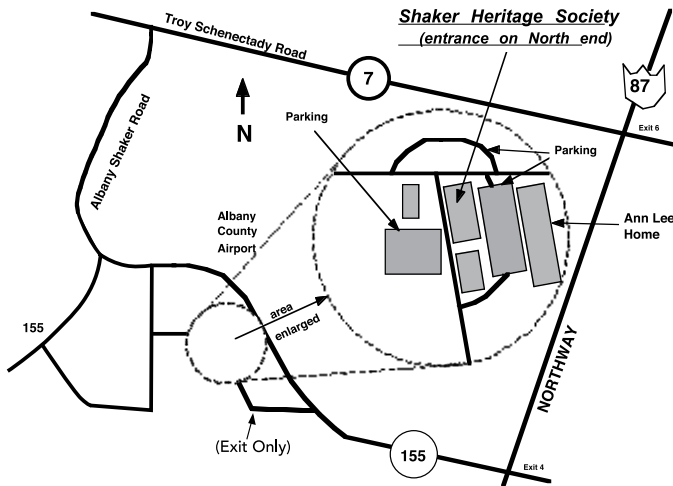 Shaker Heritage Society
(entrance on North end)
Troy Schenectady Road
7
87
Exit 6
N
Parking
Parking
Albany Shaker Road
Albany
County
Airport
Ann Lee
Home
area
enlarged
155
NORTHWAY
(Exit Only)
155
Exit 4